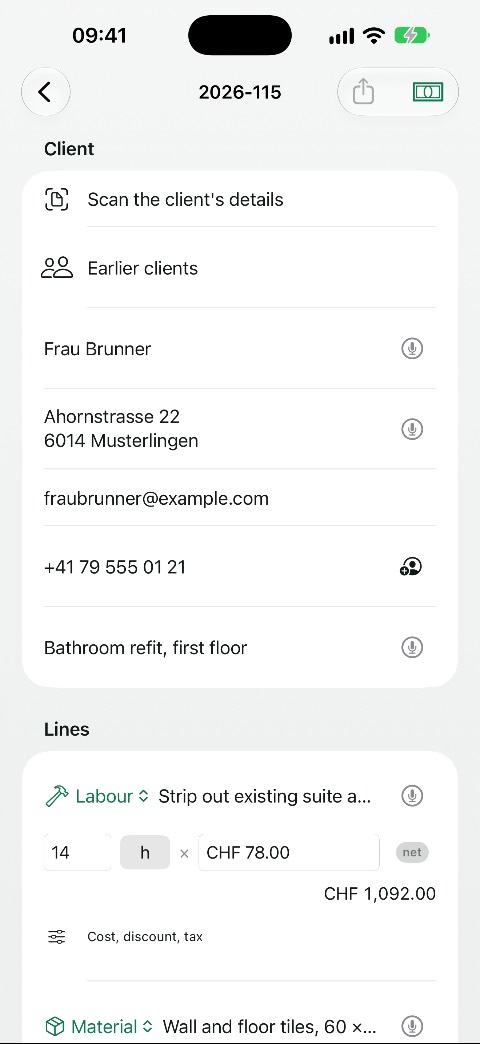 09:41
2026-115
Client
Scan the client's details
Earlier clients
Frau Brunner
Ahornstrasse 22
6014 Musterlingen
fraubrunner@example.com
+41 79 555 01 21
Bathroom refit, first floor
Lines
Labour Strip out existing suite a...
14 h × CHF 78.00 net
CHF 1,092.00
Cost, discount, tax
Material Wall and floor tiles, 60 ×...